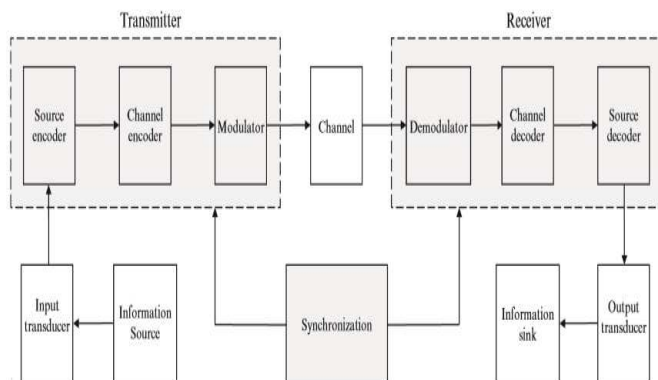 Transmitter
Receiver
Source
encoder
Channel
encoder
Modulator
Channel
Demodulator
Channel
decoder
Source
decoder
Input
transducer
Information
Source
Synchronization
Information
sink
Output
transducer